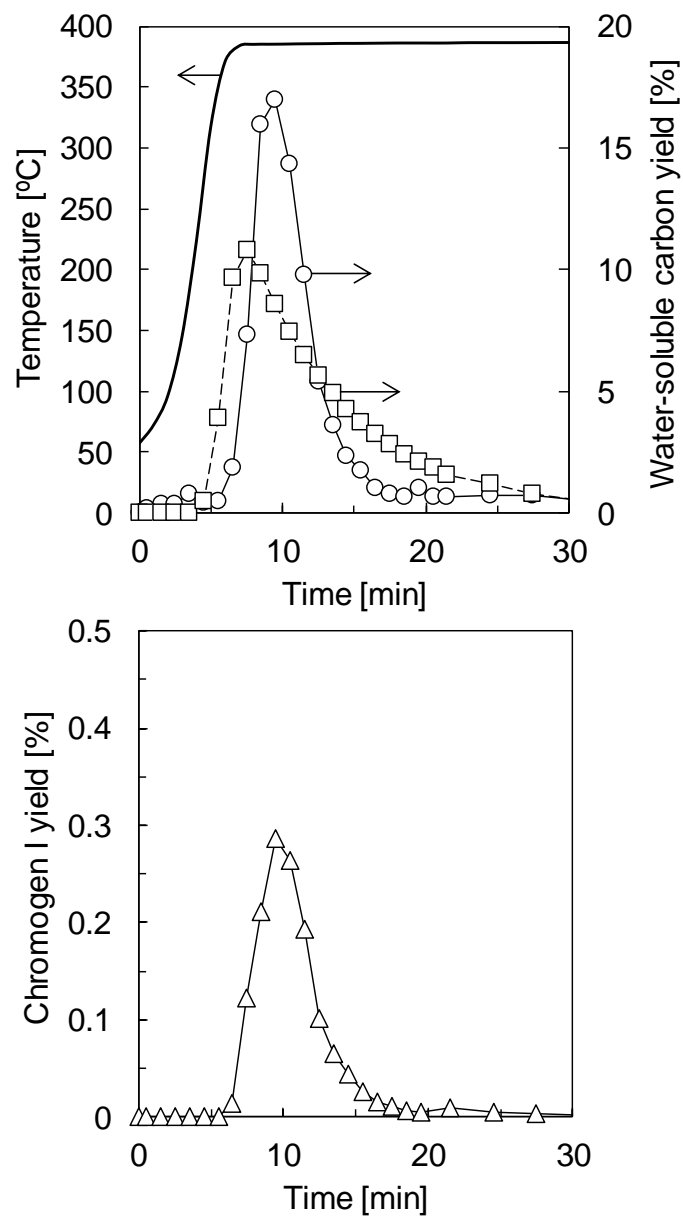 400
350
300
250
200
150
100
50
0
Temperature [ºC]
20
15
10
5
0
Water-soluble carbon yield [%]
0 10 20 30
Time [min]
0.5
0.4
0.3
0.2
0.1
0
Chromogen I yield [%]
0 10 20 30
Time [min]